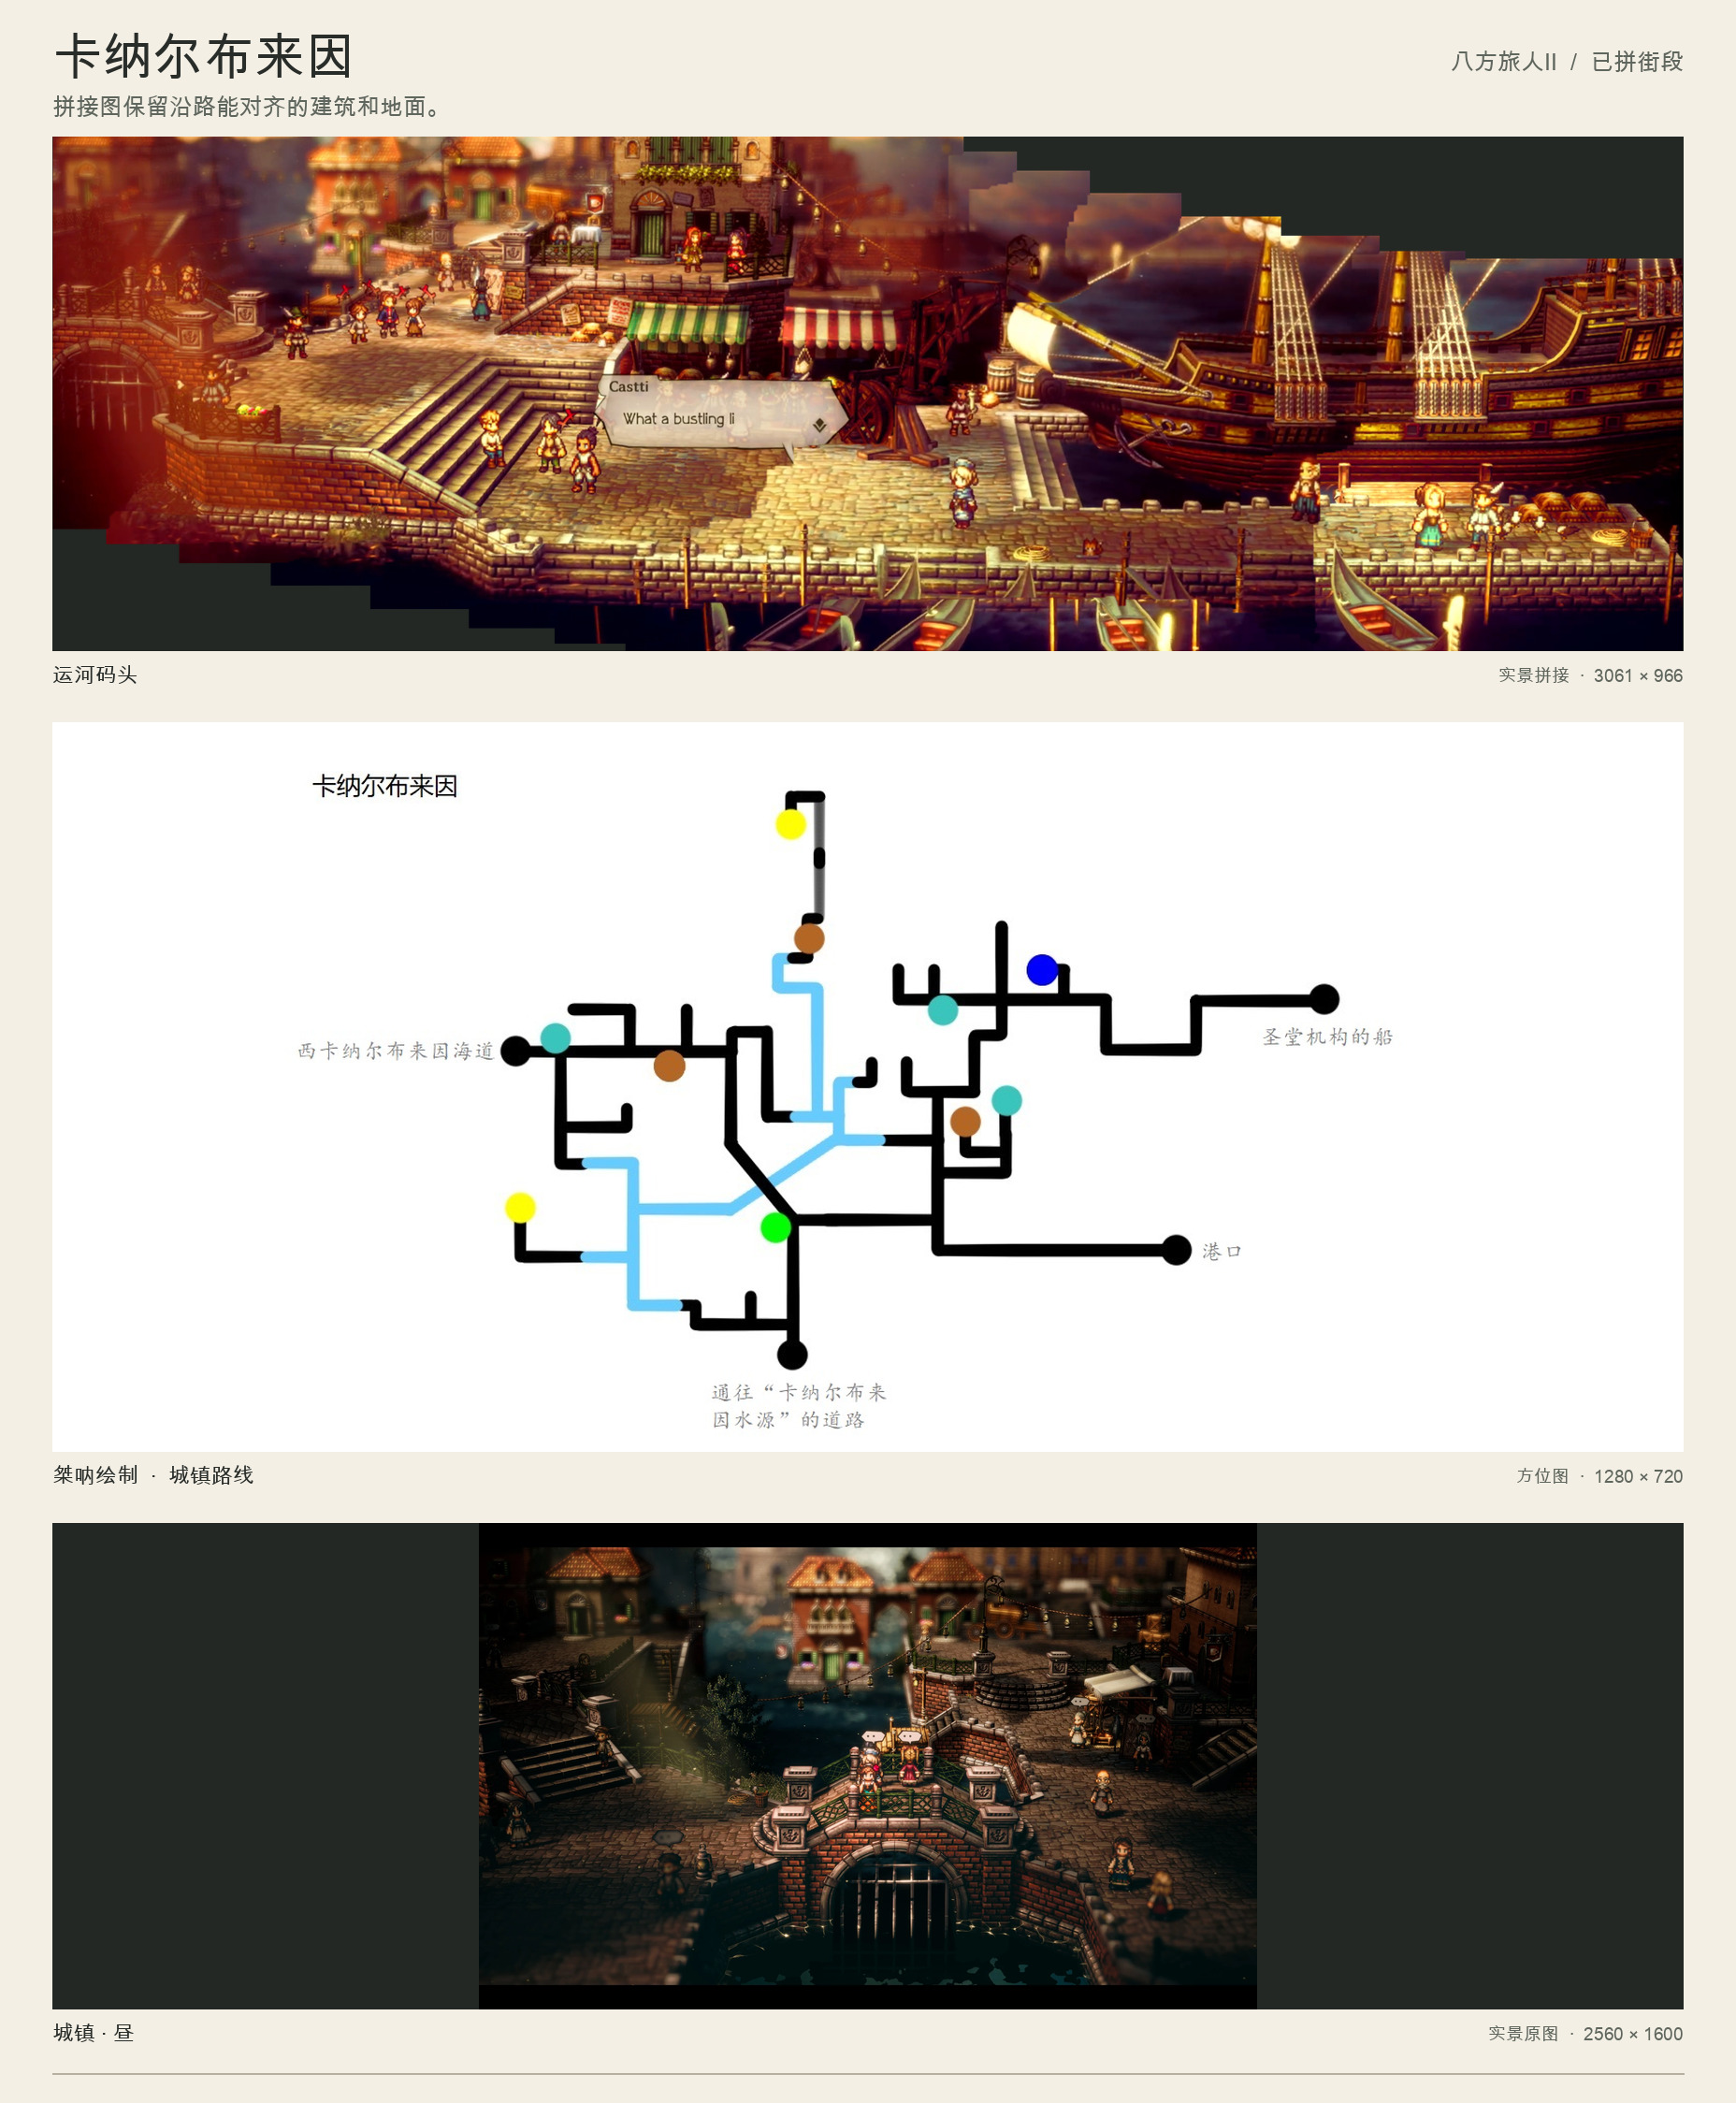 卡纳尔布来因
八方旅人II / 已拼街段
拼接图保留沿路能对齐的建筑和地面。
Castti
What a bustling li
运河码头
实景拼接 · 3061 × 966
卡纳尔布来因
西卡纳尔布来因海道
圣堂机构的船
港口
通往“卡纳尔布来
因水源”的道路
桀呐绘制 · 城镇路线
方位图 · 1280 × 720
城镇 · 昼
实景原图 · 2560 × 1600